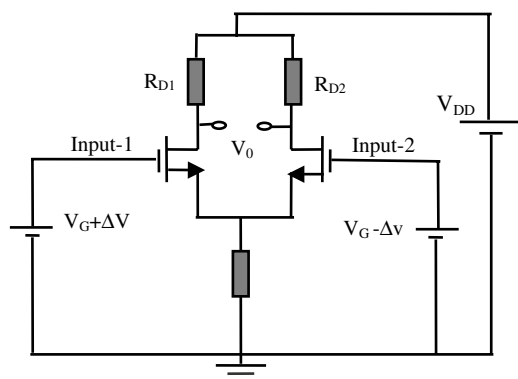 R_D1
R_D2
V_DD
Input-1
V_0
Input-2
V_G+ΔV
V_G-Δv